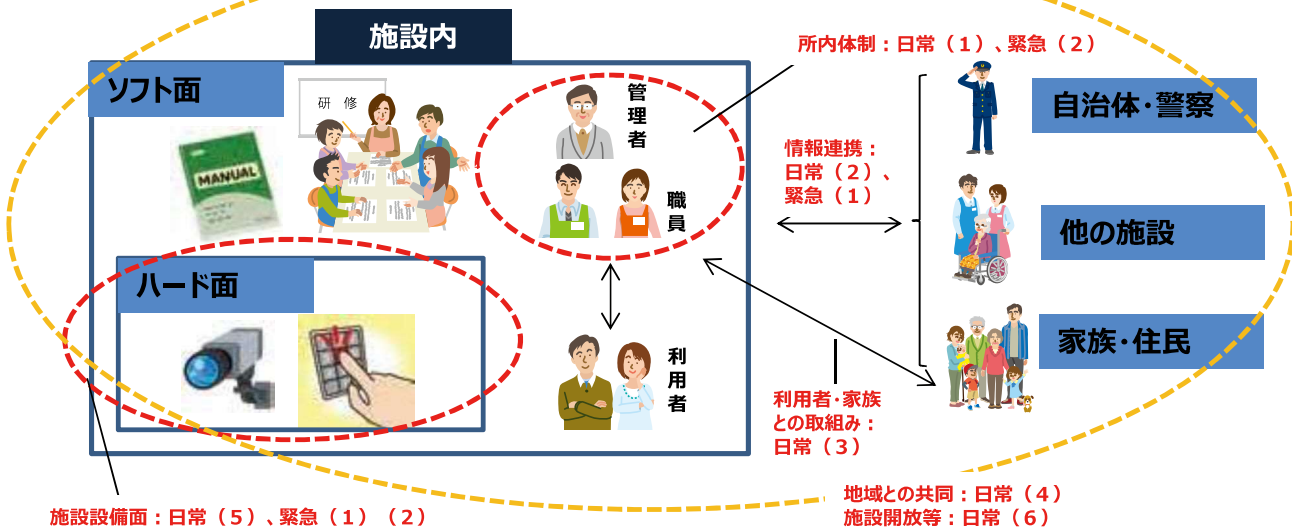 施設内
所内体制：日常（１）、緊急（２）
ソフト面
研 修
MANUAL
管理者
職員
自治体・警察
情報連携：
日常（２）、
緊急（１）
他の施設
ハード面
利用者
家族・住民
利用者・家族
との取組み：
日常（３）
地域との共同：日常（４）
施設開放等：日常（６）
施設設備面：日常（５）、緊急（１）（２）